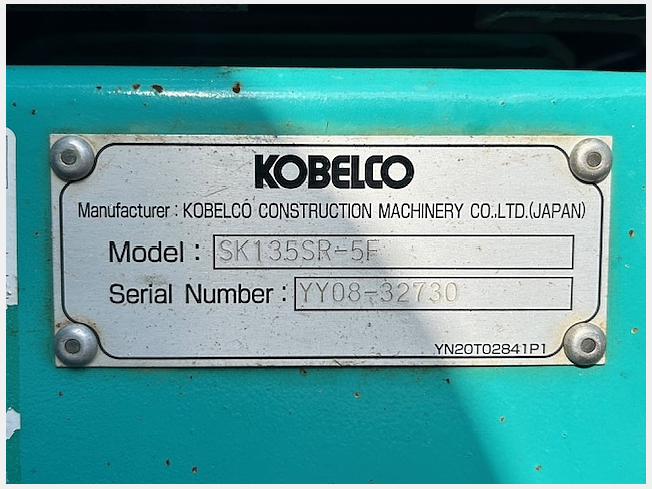 KOBELCO
Manufacturer : KOBELCO CONSTRUCTION MACHINERY CO.,LTD.(JAPAN)
Model : SK135SR-5F
Serial Number : YY08-32730
YN20T02841P1